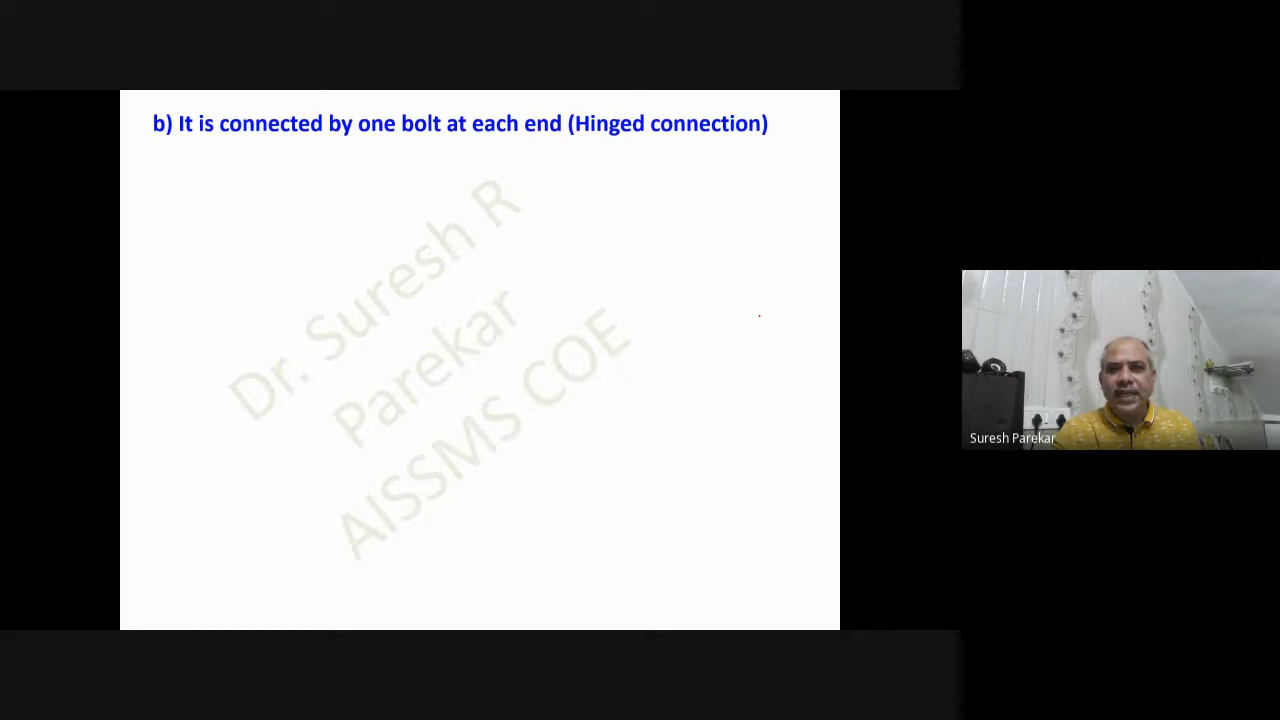 b) It is connected by one bolt at each end (Hinged connection)
Dr. Suresh R
Parekar
AISSMS COE
Suresh Parekar